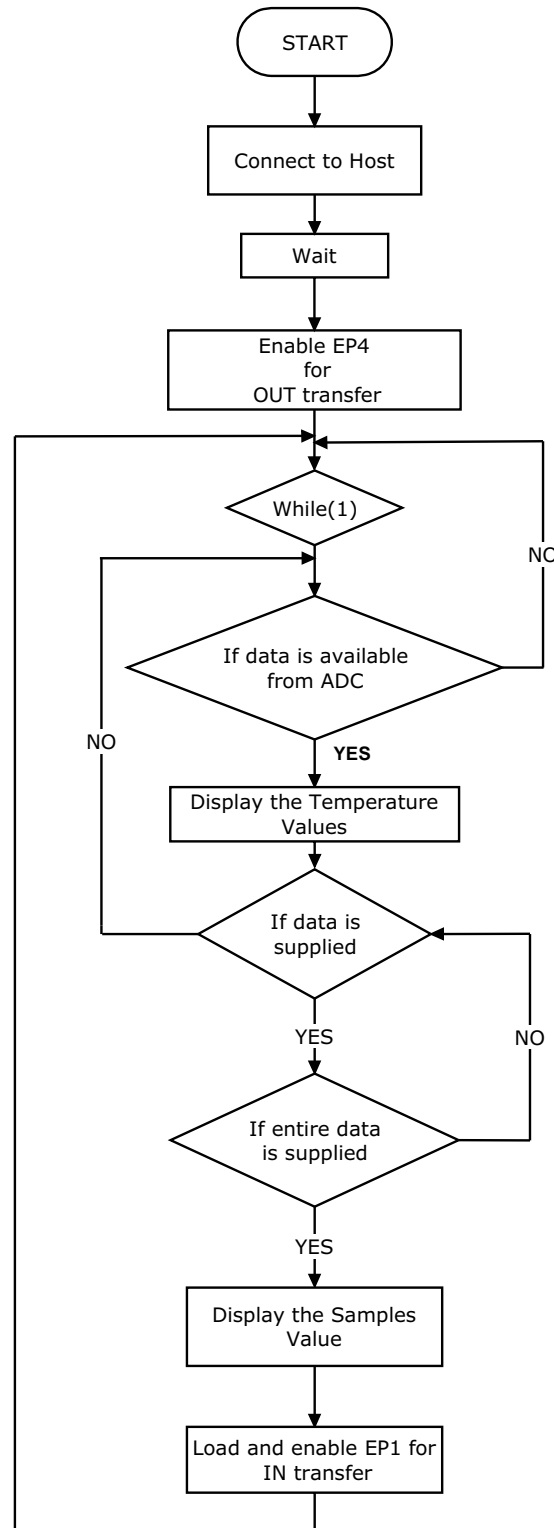 START
Connect to Host
Wait
Enable EP4
for
OUT transfer
While(1)
NO
If data is available
from ADC
NO
YES
Display the Temperature
Values
If data is
supplied
YES
NO
If entire data
is supplied
YES
Display the Samples
Value
Load and enable EP1 for
IN transfer